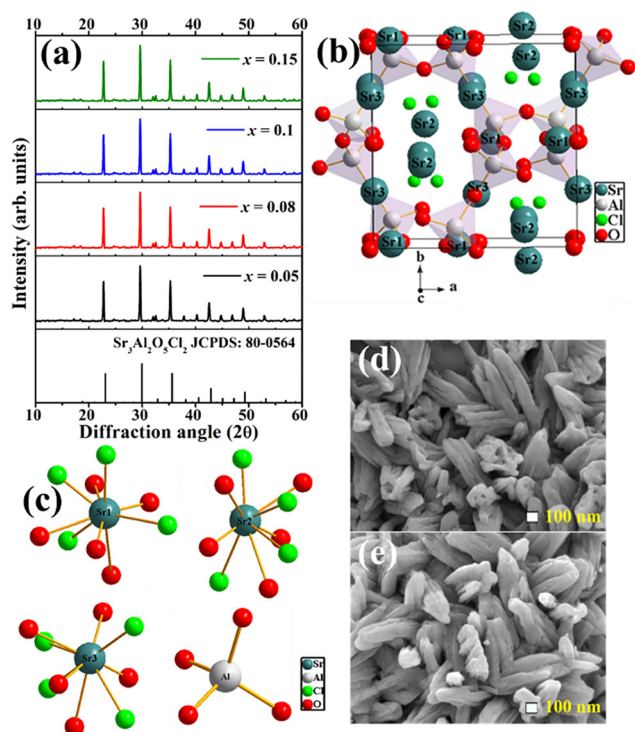 (a)
x = 0.15
x = 0.1
x = 0.08
x = 0.05
Sr₃Al₂O₅Cl₂ JCPDS: 80-0564
10 20 30 40 50 60
10 20 30 40 50 60
Diffraction angle (2θ)
Intensity (arb. units)
(b)
Sr1 Sr1 Sr2
Sr3 Sr3 Sr3
Sr2 Sr1 Sr1
Sr2
Sr3 Sr3 Sr3
Sr1 Sr1 Sr2
Sr
Al
Cl
O
b
c a
(c)
Sr1
Sr2
Sr3
Al
Sr
Al
Cl
O
(d)
100 nm
(e)
100 nm